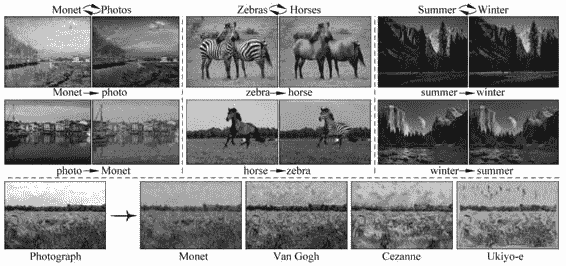 Monet Photos
Zebras Horses
Summer Winter
Monet → photo
zebra → horse
summer → winter
photo → Monet
horse → zebra
winter → summer
Photograph
Monet
Van Gogh
Cezanne
Ukiyo-e